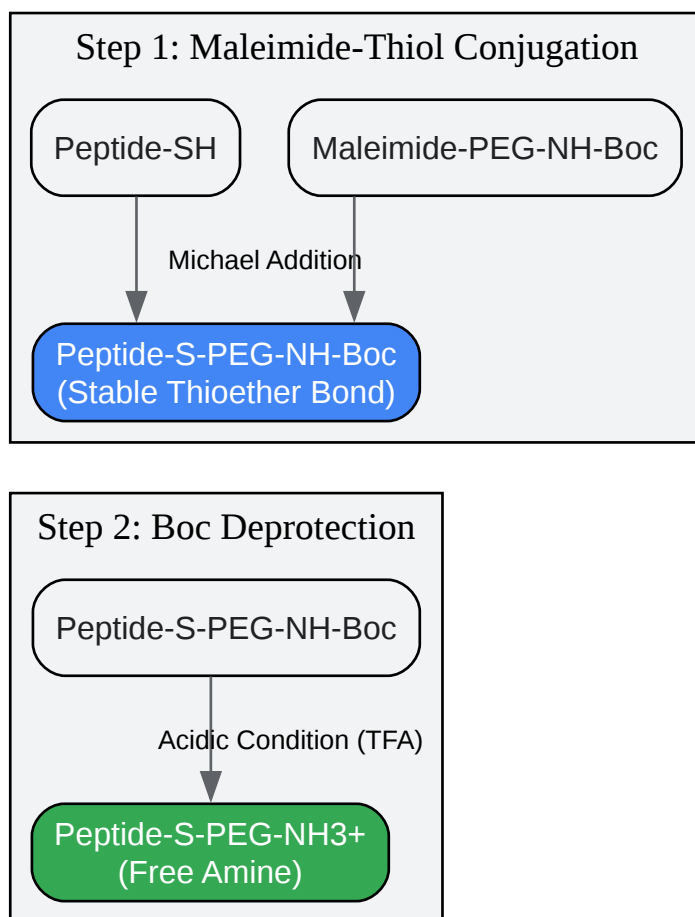 Step 1: Maleimide-Thiol Conjugation
Peptide-SH
Maleimide-PEG-NH-Boc
Michael Addition
Peptide-S-PEG-NH-Boc
(Stable Thioether Bond)
Step 2: Boc Deprotection
Peptide-S-PEG-NH-Boc
Acidic Condition (TFA)
Peptide-S-PEG-NH3+
(Free Amine)